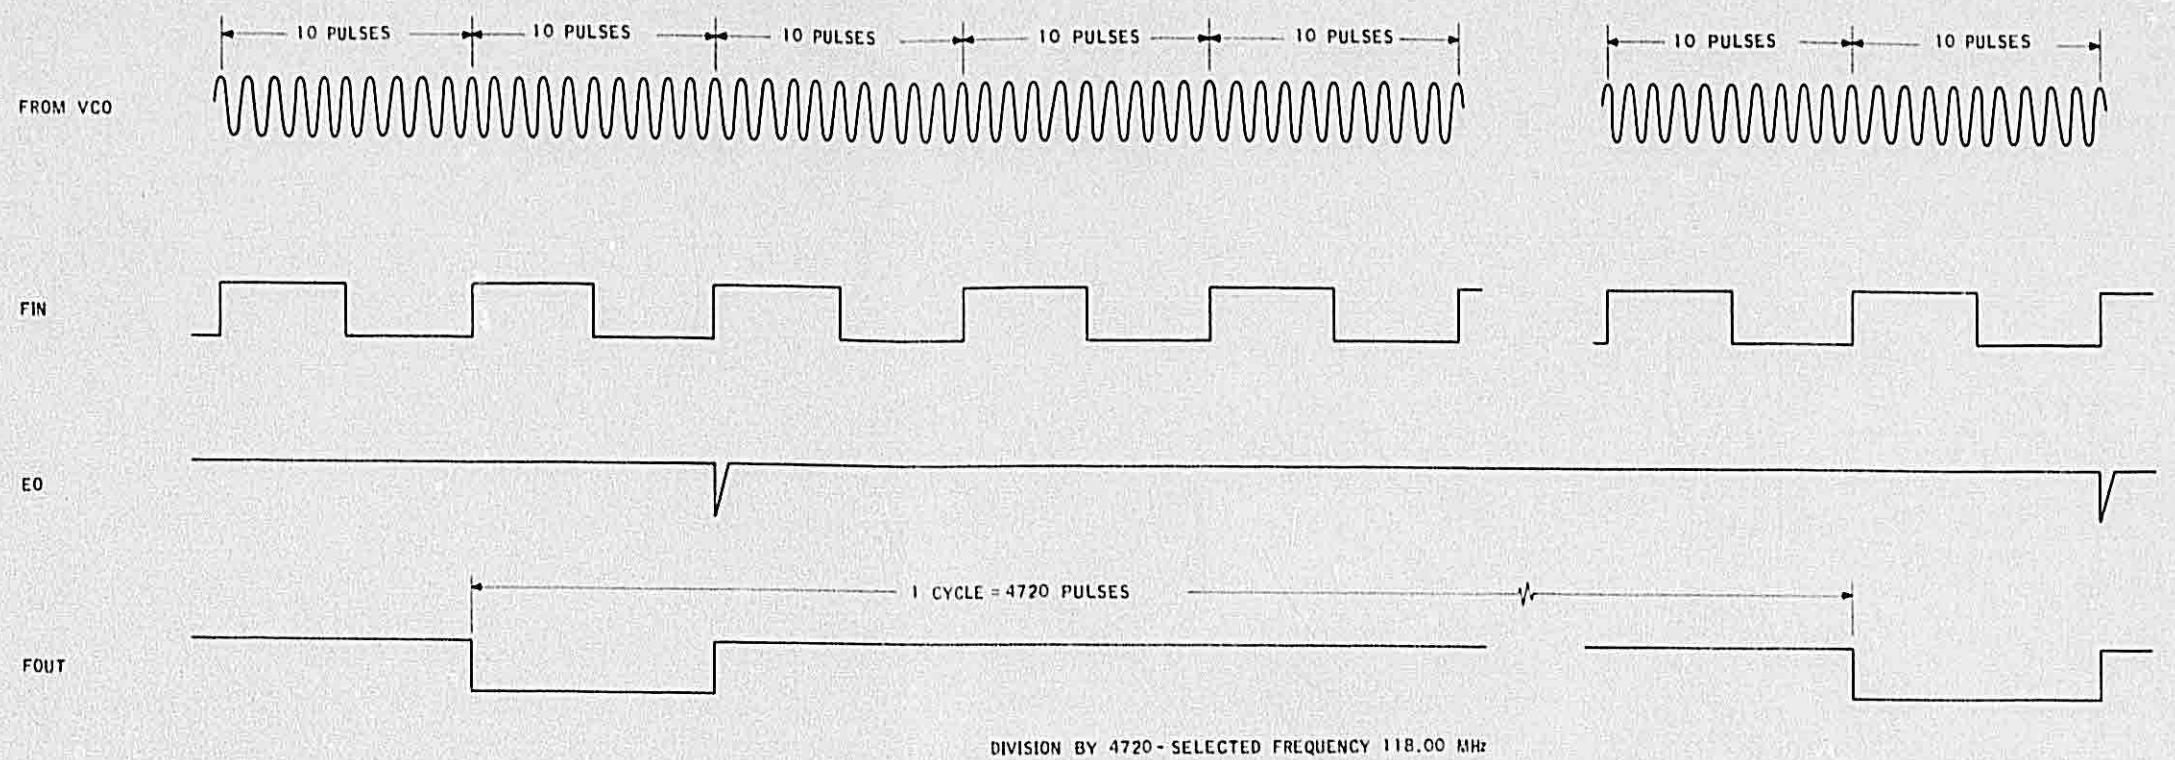 10 PULSES 10 PULSES 10 PULSES 10 PULSES 10 PULSES 10 PULSES 10 PULSES
FROM VCO
FIN
EO
1 CYCLE = 4720 PULSES
FOUT
DIVISION BY 4720 - SELECTED FREQUENCY 118.00 MHz